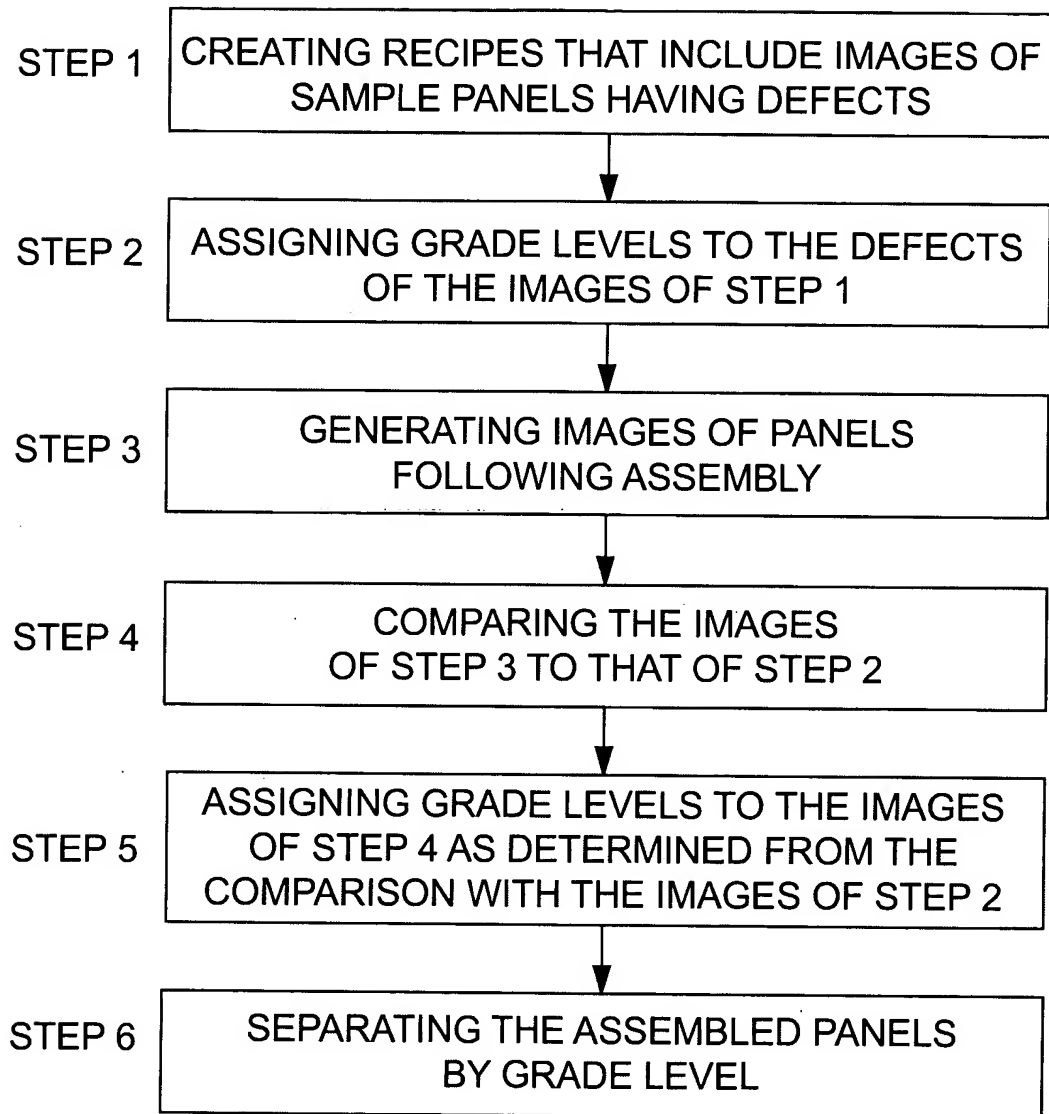 STEP 1
CREATING RECIPES THAT INCLUDE IMAGES OF
SAMPLE PANELS HAVING DEFECTS
STEP 2
ASSIGNING GRADE LEVELS TO THE DEFECTS
OF THE IMAGES OF STEP 1
STEP 3
GENERATING IMAGES OF PANELS
FOLLOWING ASSEMBLY
STEP 4
COMPARING THE IMAGES
OF STEP 3 TO THAT OF STEP 2
STEP 5
ASSIGNING GRADE LEVELS TO THE IMAGES
OF STEP 4 AS DETERMINED FROM THE
COMPARISON WITH THE IMAGES OF STEP 2
STEP 6
SEPARATING THE ASSEMBLED PANELS
BY GRADE LEVEL